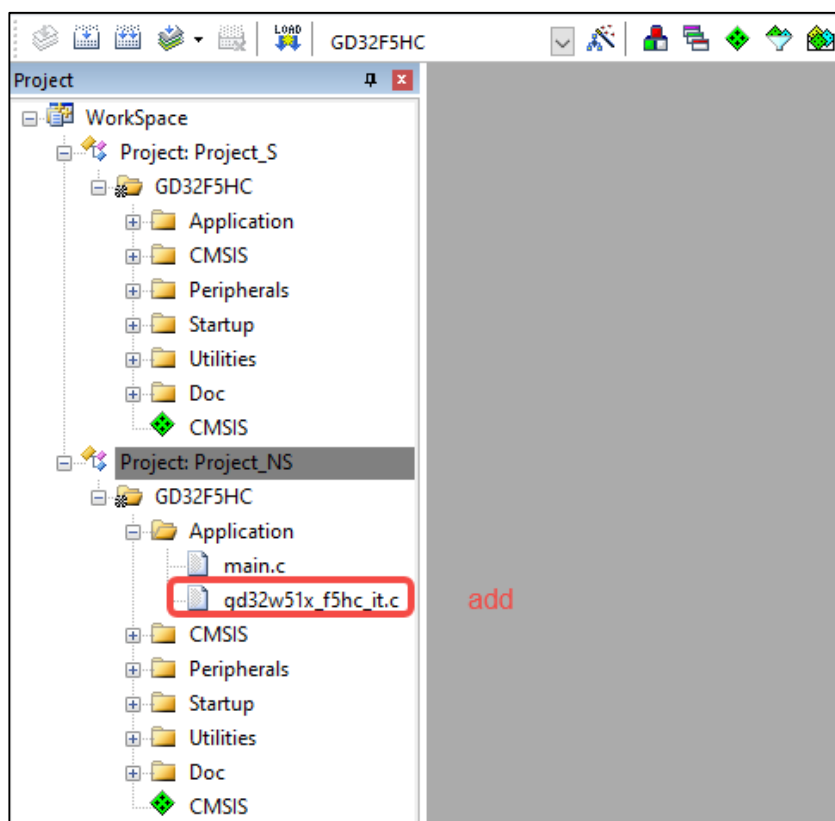 LOAD
GD32F5HC
Project
WorkSpace
Project: Project_S
GD32F5HC
Application
CMSIS
Peripherals
Startup
Utilities
Doc
CMSIS
Project: Project_NS
GD32F5HC
Application
main.c
gd32w51x_f5hc_it.c add
CMSIS
Peripherals
Startup
Utilities
Doc
CMSIS